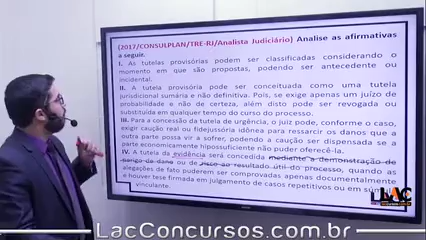 (2017/CONSULPLAN/TRE-RJ/Analista Judiciário) Analise as afirmativas
a seguir.
I. As tutelas provisórias podem ser classificadas considerando o
momento em que são propostas, podendo ser antecedente ou
incidental.
II. A tutela provisória pode ser conceituada como uma tutela
jurisdicional sumária e não definitiva. Pois, se exige apenas um juízo de
probabilidade e não de certeza, além disto pode ser revogada ou
substituída em qualquer tempo do curso do processo.
III. Para a concessão da tutela de urgência, o juiz pode, conforme o caso,
exigir caução real ou fidejussória idônea para ressarcir os danos que a
outra parte possa vir a sofrer, podendo a caução ser dispensada se a
parte economicamente hipossuficiente não puder oferecê-la.
IV. A tutela da evidência será concedida mediante a demonstração de
perigo de dano ou de risco ao resultado útil do processo, quando as
alegações de fato puderem ser comprovadas apenas documentalmente
e houver tese firmada em julgamento de casos repetitivos ou em súmula
vinculante.
LAC
LacConcursos.com.br